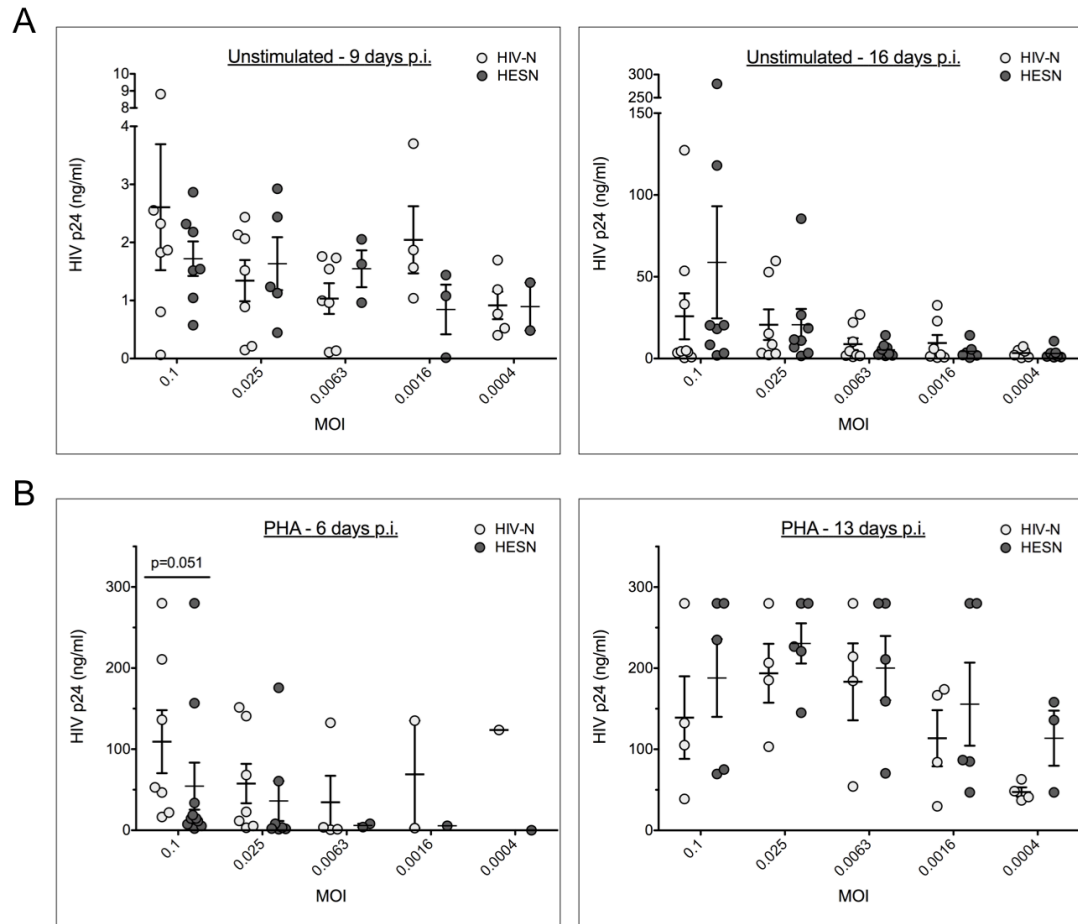 A
Unstimulated - 9 days p.i.
HIV-N
HESN
HIV p24 (ng/ml)
10
9
8
4
3
2
1
0
0.1
0.025
0.0063
0.0016
0.0004
MOI
Unstimulated - 16 days p.i.
HIV-N
HESN
HIV p24 (ng/ml)
300
250
150
100
50
0
0.1
0.025
0.0063
0.0016
0.0004
MOI
B
PHA - 6 days p.i.
HIV-N
HESN
p=0.051
HIV p24 (ng/ml)
300
200
100
0
0.1
0.025
0.0063
0.0016
0.0004
MOI
PHA - 13 days p.i.
HIV-N
HESN
HIV p24 (ng/ml)
300
200
100
0
0.1
0.025
0.0063
0.0016
0.0004
MOI